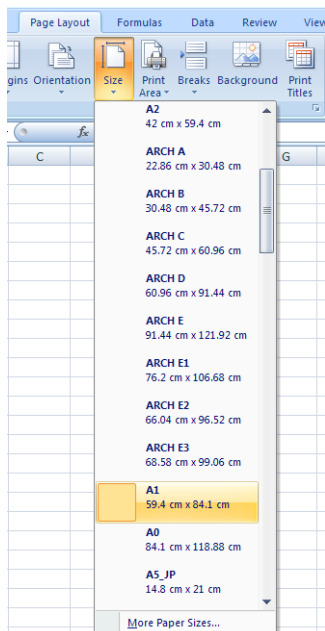 Page Layout Formulas Data Review View
gins Orientation Size Print Area Breaks Background Print Titles
fx
C G
A2
42 cm x 59.4 cm
ARCH A
22.86 cm x 30.48 cm
ARCH B
30.48 cm x 45.72 cm
ARCH C
45.72 cm x 60.96 cm
ARCH D
60.96 cm x 91.44 cm
ARCH E
91.44 cm x 121.92 cm
ARCH E1
76.2 cm x 106.68 cm
ARCH E2
66.04 cm x 96.52 cm
ARCH E3
68.58 cm x 99.06 cm
A1
59.4 cm x 84.1 cm
A0
84.1 cm x 118.88 cm
A5_JP
14.8 cm x 21 cm
More Paper Sizes...